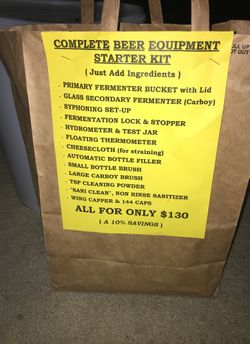 COMPLETE BEER EQUIPMENT
STARTER KIT
( Just Add Ingredients )
. PRIMARY FERMENTER BUCKET with Lid
. GLASS SECONDARY FERMENTER (Carboy)
. SYPHONING SET-UP
. FERMENTATION LOCK & STOPPER
. HYDROMETER & TEST JAR
. FLOATING THERMOMETER
. CHEESECLOTH (for straining)
. AUTOMATIC BOTTLE FILLER
. SMALL BOTTLE BRUSH
. LARGE CARBOY BRUSH
. TSP CLEANING POWDER
. "SANI CLEAN", NON RINSE SANITIZER
. WING CAPPER & 144 CAPS
ALL FOR ONLY $130
( A 10% SAVINGS )